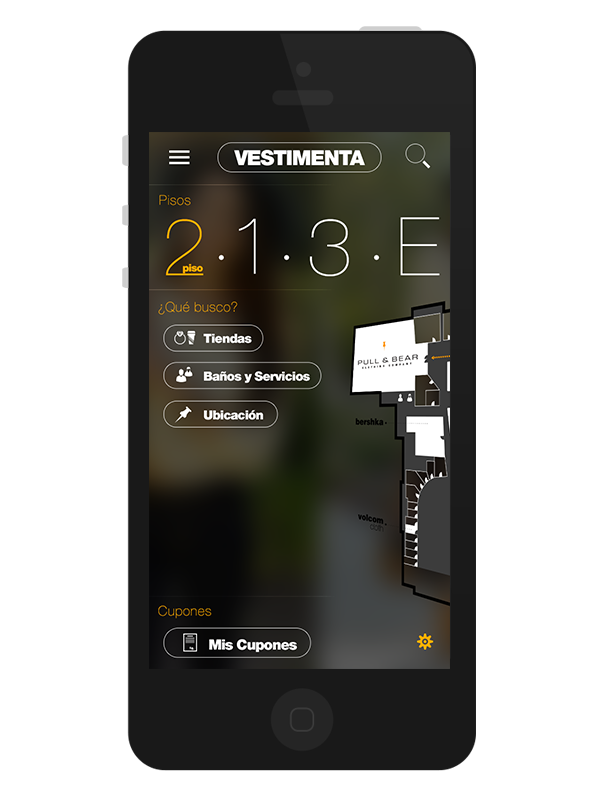 VESTIMENTA
Pisos
2 piso · 1 · 3 · E
¿Qué busco?
Tiendas
Baños y Servicios
Ubicación
PULL & BEAR
CLOTHING COMPANY
bershka
volcom
Cupones
Mis Cupones